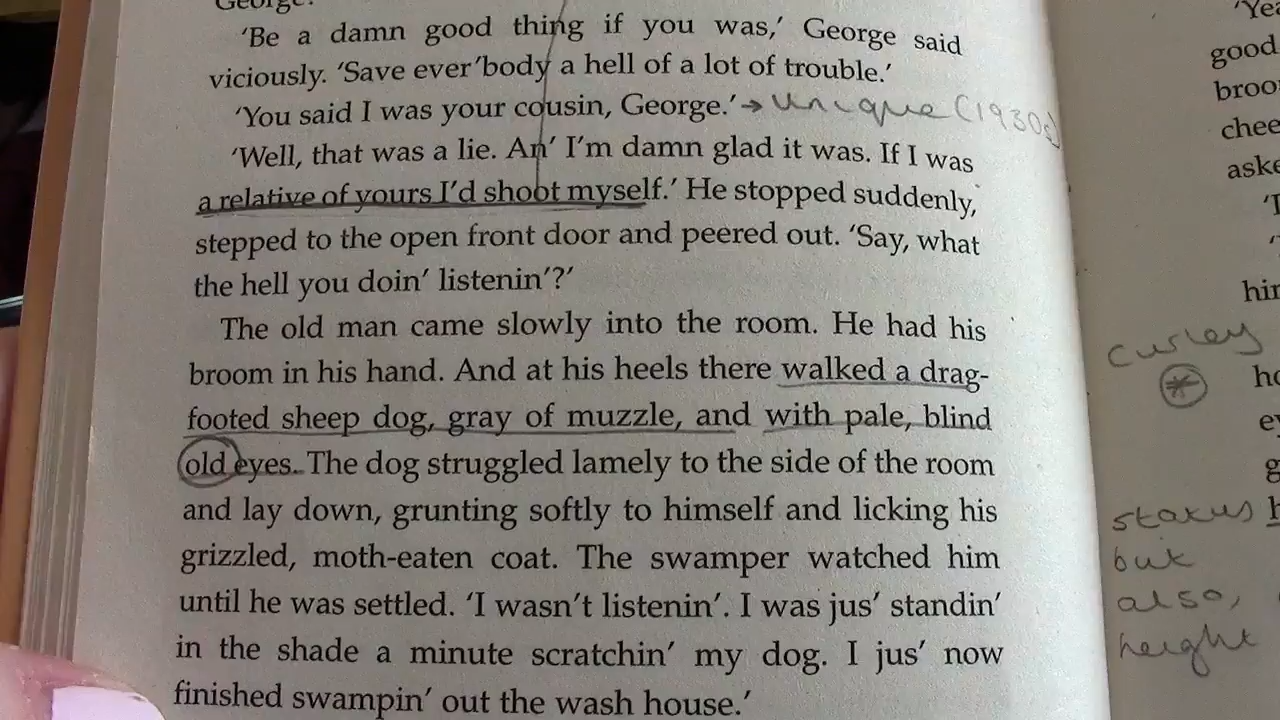 George.'
'Be a damn good thing if you was,' George said
viciously. 'Save ever'body a hell of a lot of trouble.'
'You said I was your cousin, George.' → unique (1930s)
'Well, that was a lie. An' I'm damn glad it was. If I was
a relative of yours I'd shoot myself.' He stopped suddenly,
stepped to the open front door and peered out. 'Say, what
the hell you doin' listenin'?'
The old man came slowly into the room. He had his
broom in his hand. And at his heels there walked a drag-
footed sheep dog, gray of muzzle, and with pale, blind
old eyes. The dog struggled lamely to the side of the room
and lay down, grunting softly to himself and licking his
grizzled, moth-eaten coat. The swamper watched him
until he was settled. 'I wasn't listenin'. I was jus' standin'
in the shade a minute scratchin' my dog. I jus' now
finished swampin' out the wash house.'
'Yea
good
broo
chee
aske
'T
hir
curley
ho
ey
g
status h
but
also,
height